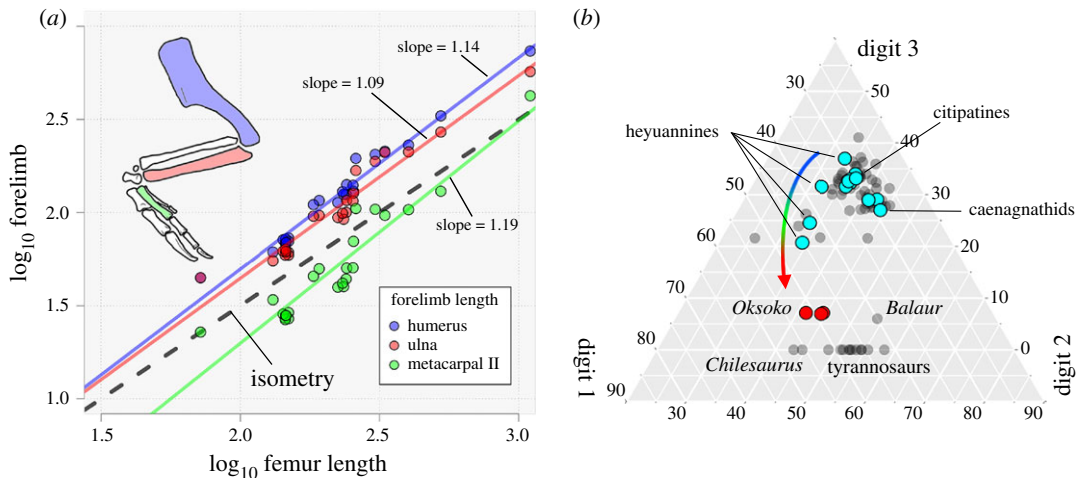 (a)
3.0
2.5
2.0
1.5
1.0
log10 forelimb
slope = 1.14
slope = 1.09
slope = 1.19
isometry
forelimb length
humerus
ulna
metacarpal II
1.5
2.0
2.5
3.0
log10 femur length
(b)
digit 3
30
50
citipatines
heyuannines
40
40
50
30
caenagnathids
60
20
Oksoko
Balaur
70
10
80
Chilesaurus
tyrannosaurs
0
digit 1
digit 2
90
30
40
50
60
70
80
90